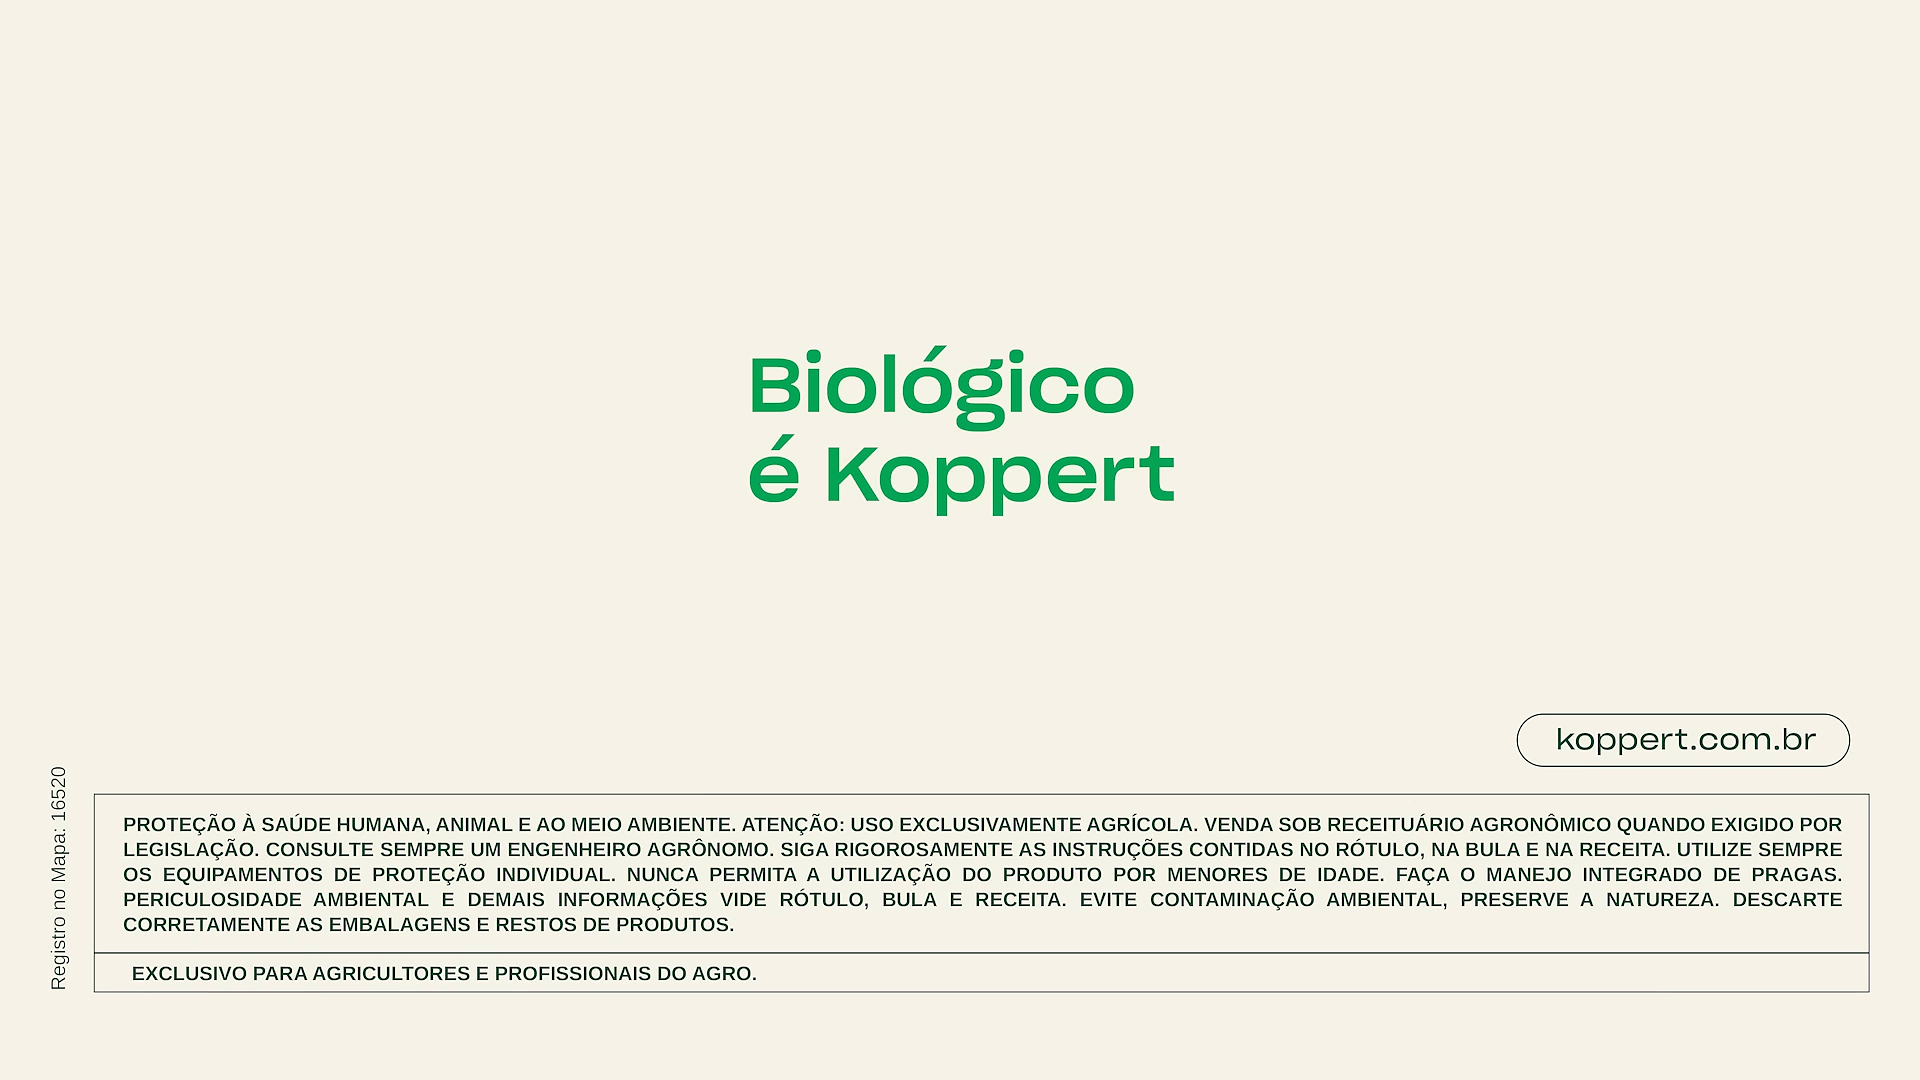 Biológico
é Koppert
koppert.com.br
Registro no Mapa: 16520
PROTEÇÃO À SAÚDE HUMANA, ANIMAL E AO MEIO AMBIENTE. ATENÇÃO: USO EXCLUSIVAMENTE AGRÍCOLA. VENDA SOB RECEITUÁRIO AGRONÔMICO QUANDO EXIGIDO POR
LEGISLAÇÃO. CONSULTE SEMPRE UM ENGENHEIRO AGRÔNOMO. SIGA RIGOROSAMENTE AS INSTRUÇÕES CONTIDAS NO RÓTULO, NA BULA E NA RECEITA. UTILIZE SEMPRE
OS EQUIPAMENTOS DE PROTEÇÃO INDIVIDUAL. NUNCA PERMITA A UTILIZAÇÃO DO PRODUTO POR MENORES DE IDADE. FAÇA O MANEJO INTEGRADO DE PRAGAS.
PERICULOSIDADE AMBIENTAL E DEMAIS INFORMAÇÕES VIDE RÓTULO, BULA E RECEITA. EVITE CONTAMINAÇÃO AMBIENTAL, PRESERVE A NATUREZA. DESCARTE
CORRETAMENTE AS EMBALAGENS E RESTOS DE PRODUTOS.
EXCLUSIVO PARA AGRICULTORES E PROFISSIONAIS DO AGRO.